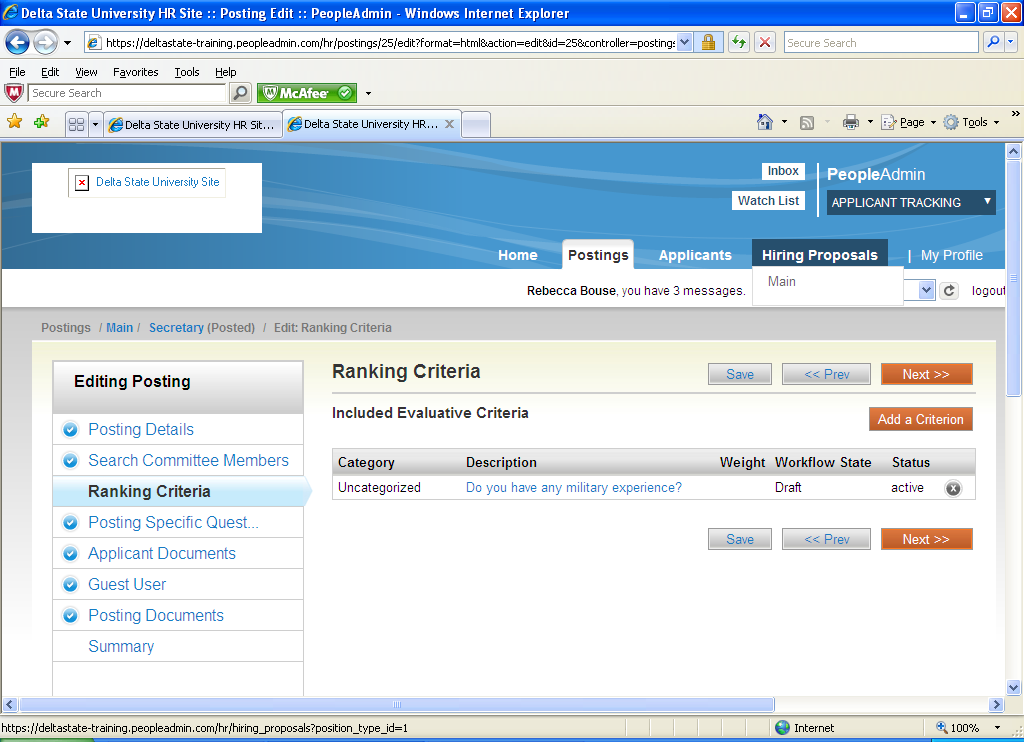 Delta State University HR Site :: Posting Edit :: PeopleAdmin - Windows Internet Explorer
https://deltastate-training.peopleadmin.com/hr/postings/25/edit?format=html&action=edit&id=25&controller=postings
Secure Search
File Edit View Favorites Tools Help
Secure Search
McAfee
Delta State University HR Sit...
Delta State University HR...
Page
Tools
Delta State University Site
Inbox
Watch List
PeopleAdmin
APPLICANT TRACKING
Home Postings Applicants Hiring Proposals | My Profile
Main
Rebecca Bouse, you have 3 messages.
logout
Postings / Main / Secretary (Posted) / Edit: Ranking Criteria
Editing Posting
Posting Details
Search Committee Members
Ranking Criteria
Posting Specific Quest...
Applicant Documents
Guest User
Posting Documents
Summary
Ranking Criteria
Save << Prev Next >>
Included Evaluative Criteria
Add a Criterion
Category Description Weight Workflow State Status
Uncategorized Do you have any military experience? Draft active
Save << Prev Next >>
https://deltastate-training.peopleadmin.com/hr/hiring_proposals?position_type_id=1
Internet
100%